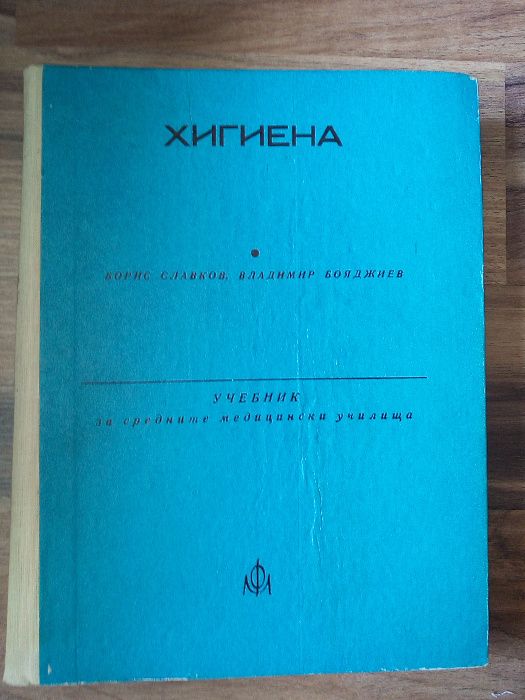 ХИГИЕНА
БОРИС СЛАВКОВ, ВЛАДИМИР БОЯДЖИЕВ
УЧЕБНИК
за средните медицински училища